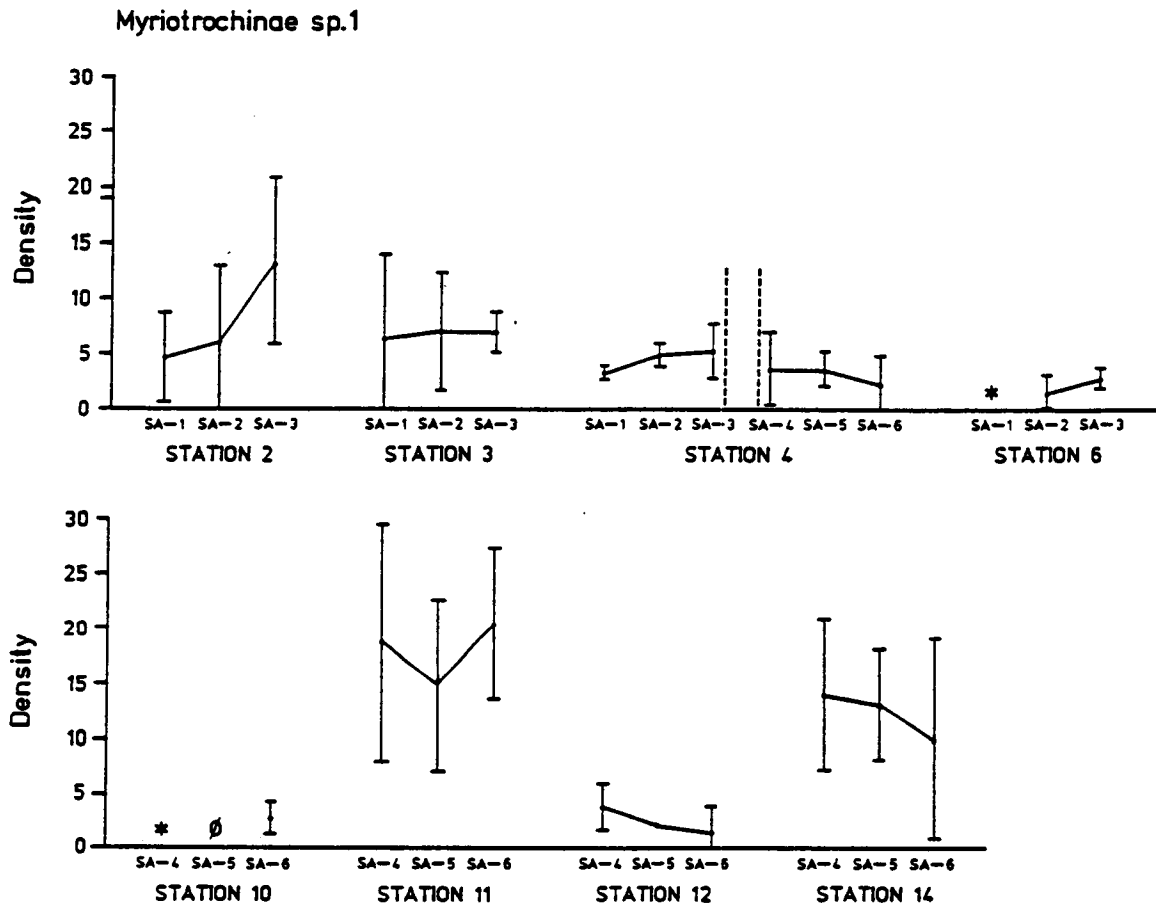 Myriotrochinae sp.1
Density
30
25
20
15
10
5
0
SA-1 SA-2 SA-3 SA-1 SA-2 SA-3 SA-1 SA-2 SA-3 SA-4 SA-5 SA-6 SA-1 SA-2 SA-3
*
STATION 2 STATION 3 STATION 4 STATION 6
Density
30
25
20
15
10
5
0
* ø
SA-4 SA-5 SA-6 SA-4 SA-5 SA-6 SA-4 SA-5 SA-6 SA-4 SA-5 SA-6
STATION 10 STATION 11 STATION 12 STATION 14